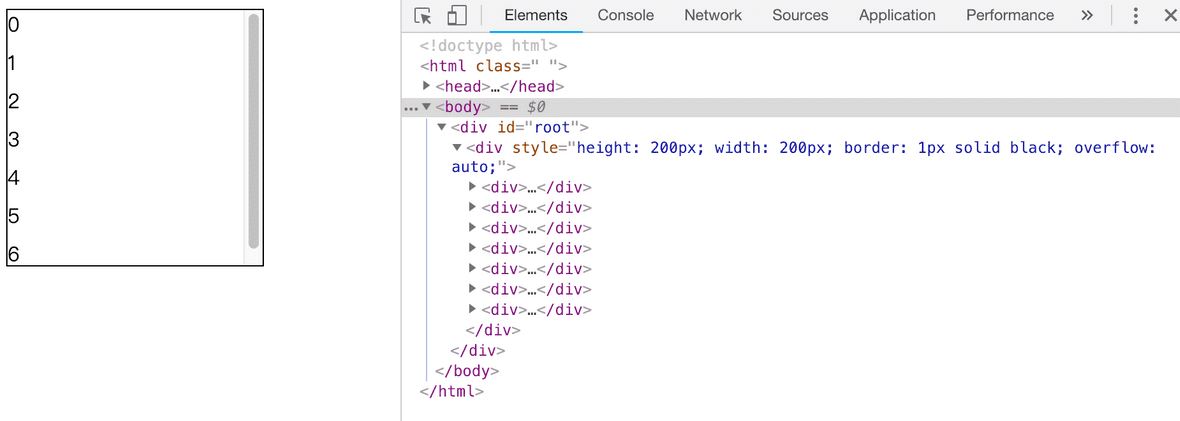 0
1
2
3
4
5
6
Elements Console Network Sources Application Performance »
<!doctype html>
<html class=" ">
<head>…</head>
… <body> == $0
<div id="root">
<div style="height: 200px; width: 200px; border: 1px solid black; overflow:
auto;">
<div>…</div>
<div>…</div>
<div>…</div>
<div>…</div>
<div>…</div>
<div>…</div>
<div>…</div>
</div>
</div>
</body>
</html>